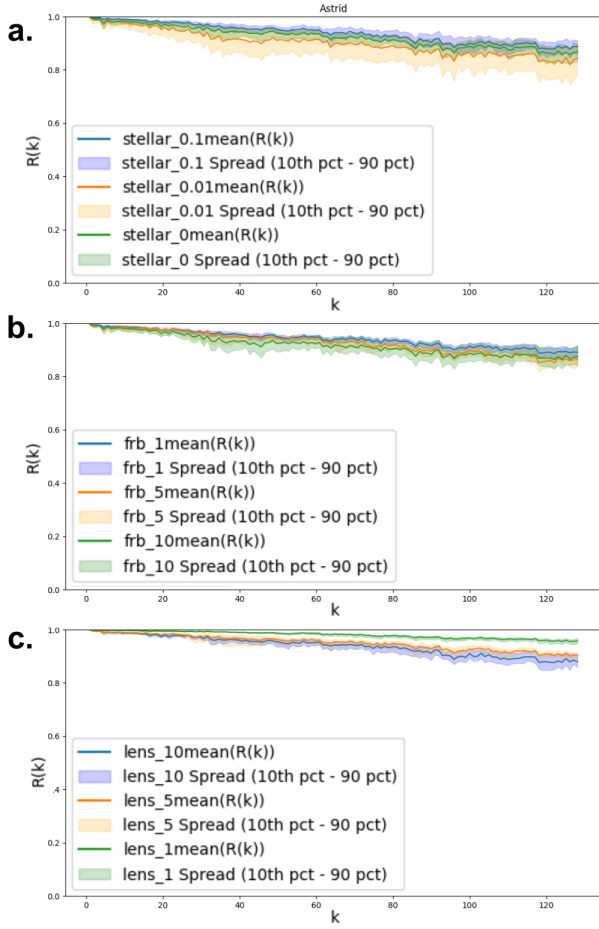 Astrid
a.
1.0
0.8
0.6
0.4
0.2
0.0
R(k)
stellar_0.1mean(R(k))
stellar_0.1 Spread (10th pct - 90 pct)
stellar_0.01mean(R(k))
stellar_0.01 Spread (10th pct - 90 pct)
stellar_0mean(R(k))
stellar_0 Spread (10th pct - 90 pct)
0 20 40 60 80 100 120
k
b.
1.0
0.8
0.6
0.4
0.2
0.0
R(k)
frb_1mean(R(k))
frb_1 Spread (10th pct - 90 pct)
frb_5mean(R(k))
frb_5 Spread (10th pct - 90 pct)
frb_10mean(R(k))
frb_10 Spread (10th pct - 90 pct)
0 20 40 60 80 100 120
k
c.
1.0
0.8
0.6
0.4
0.2
0.0
R(k)
lens_10mean(R(k))
lens_10 Spread (10th pct - 90 pct)
lens_5mean(R(k))
lens_5 Spread (10th pct - 90 pct)
lens_1mean(R(k))
lens_1 Spread (10th pct - 90 pct)
0 20 40 60 80 100 120
k